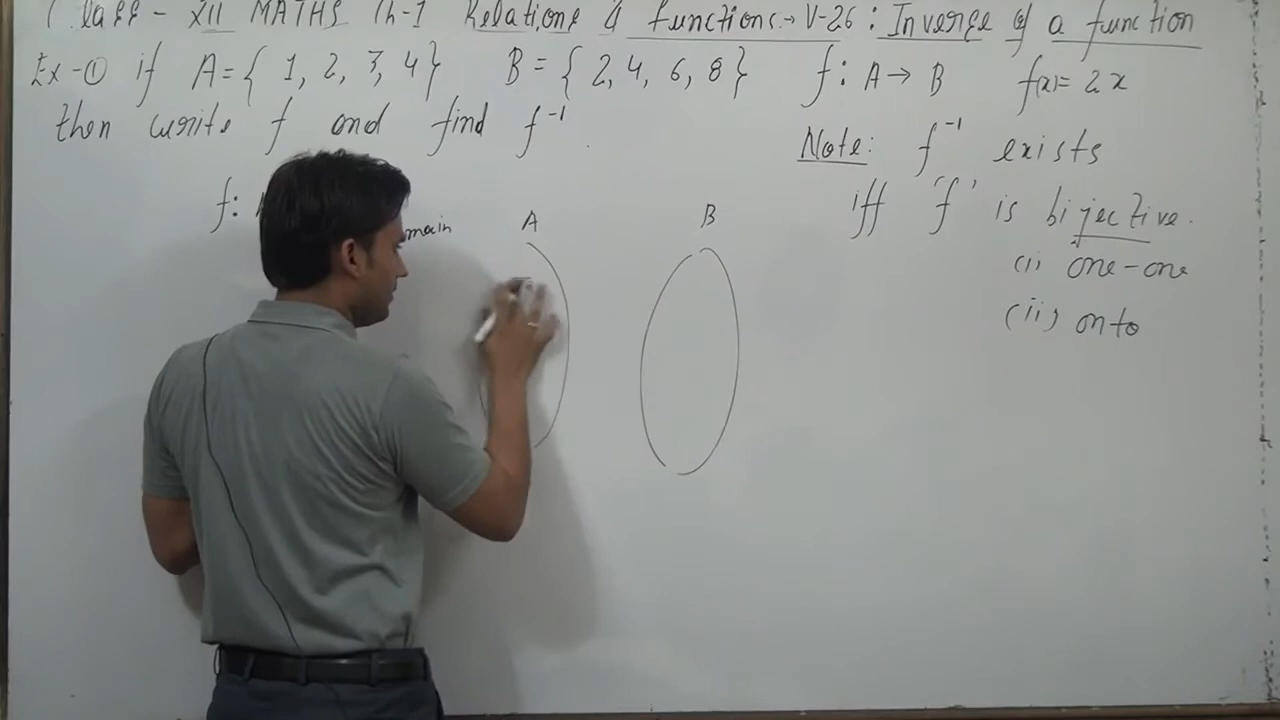 Class - XII MATHS Ch-1 Relations & functions → V-26 : Inverse of a function
Ex-① if A = { 1, 2, 3, 4 } B = { 2, 4, 6, 8 } f : A → B f(x) = 2x
then write f and find f⁻¹ .
Note: f⁻¹ exists
iff 'f' is bijective.
(i) one-one
(ii) onto
f:
main
A
B